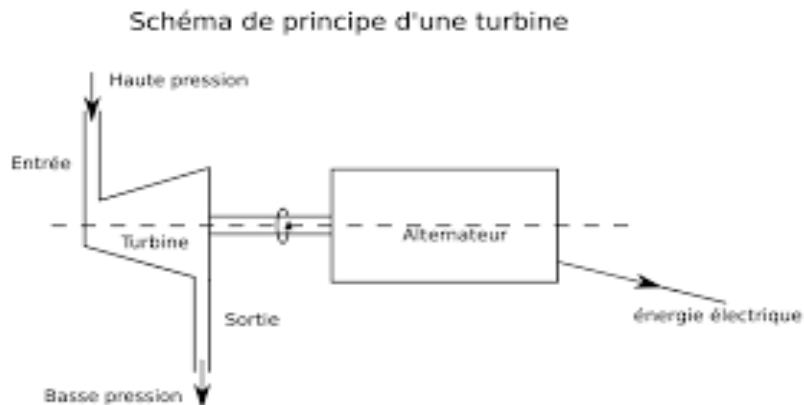 Schéma de principe d'une turbine
Haute pression
Entrée
Turbine
Alternateur
Sortie
énergie électrique
Basse pression